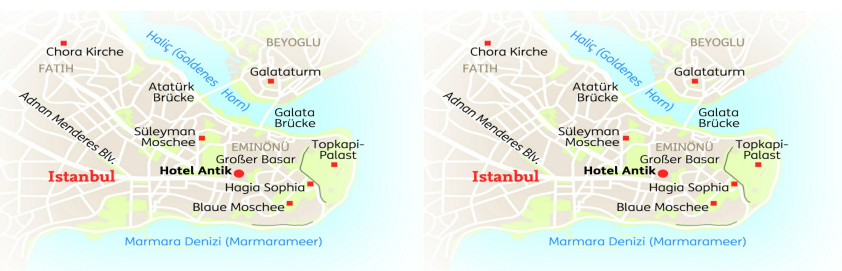 Chora Kirche
FATIH
Haliç (Goldenes Horn)
BEYOGLU
Galataturm
Atatürk
Brücke
Galata
Brücke
Adnan Menderes Blv.
Süleyman
Moschee
EMINÖNÜ
Großer Basar
Topkapi-
Palast
Hotel Antik
Istanbul
Hagia Sophia
Blaue Moschee
Marmara Denizi (Marmarameer)
Chora Kirche
FATIH
Haliç (Goldenes Horn)
BEYOGLU
Galataturm
Atatürk
Brücke
Galata
Brücke
Adnan Menderes Blv.
Süleyman
Moschee
EMINÖNÜ
Großer Basar
Topkapi-
Palast
Hotel Antik
Istanbul
Hagia Sophia
Blaue Moschee
Marmara Denizi (Marmarameer)